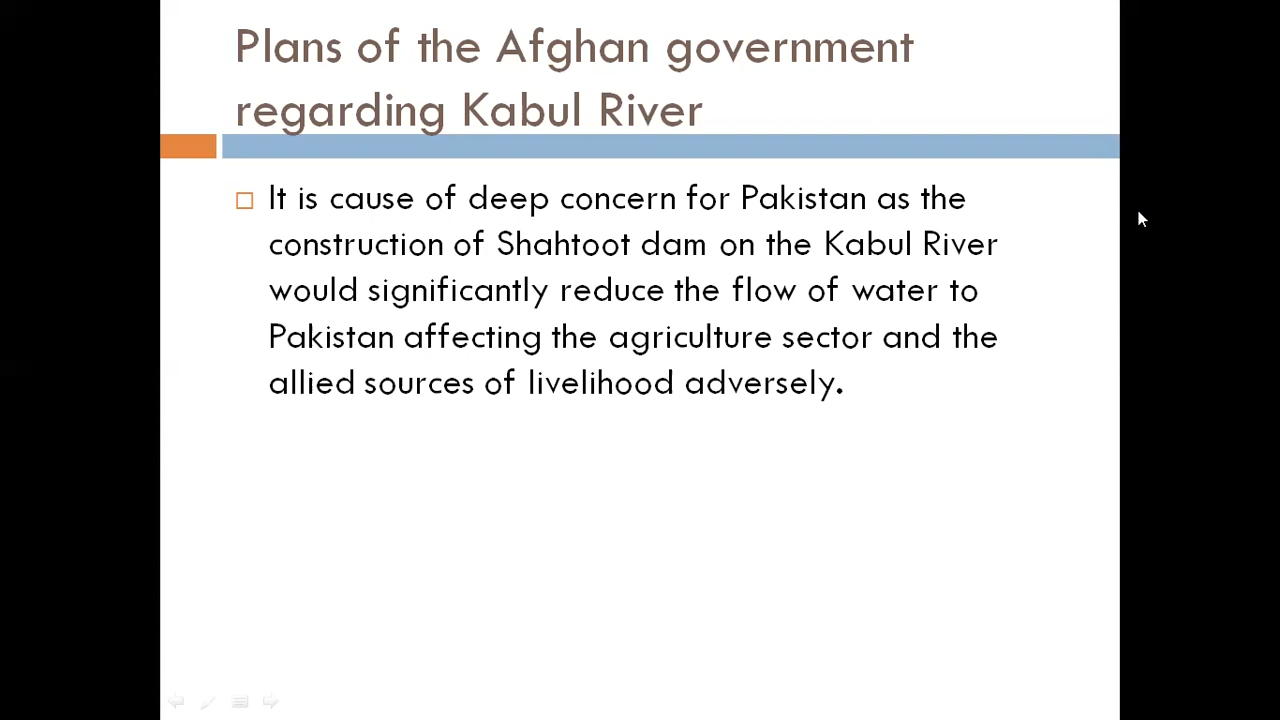 Plans of the Afghan government
regarding Kabul River
It is cause of deep concern for Pakistan as the
construction of Shahtoot dam on the Kabul River
would significantly reduce the flow of water to
Pakistan affecting the agriculture sector and the
allied sources of livelihood adversely.